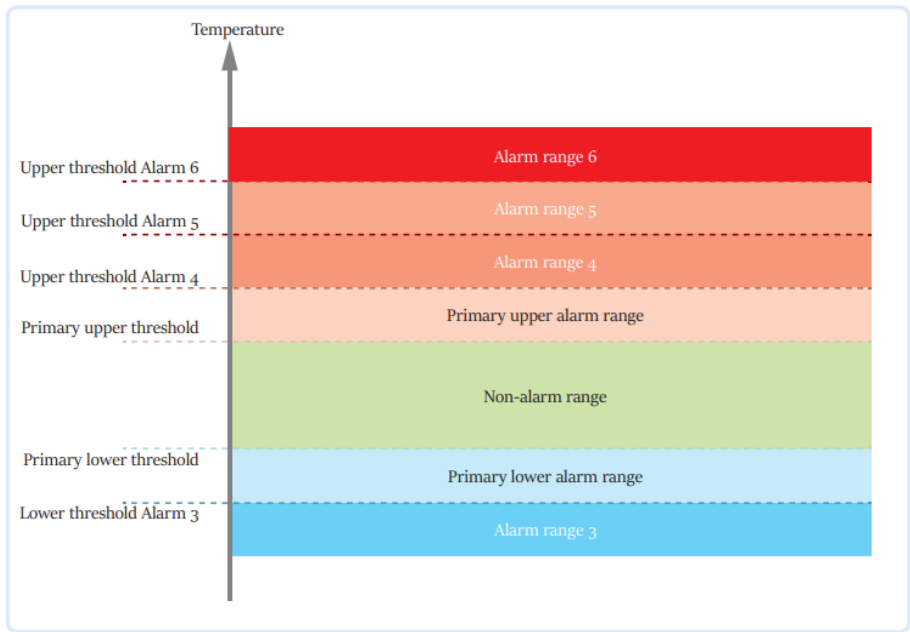 Temperature
Alarm range 6
Upper threshold Alarm 6
Alarm range 5
Upper threshold Alarm 5
Alarm range 4
Upper threshold Alarm 4
Primary upper alarm range
Primary upper threshold
Non-alarm range
Primary lower threshold
Primary lower alarm range
Lower threshold Alarm 3
Alarm range 3